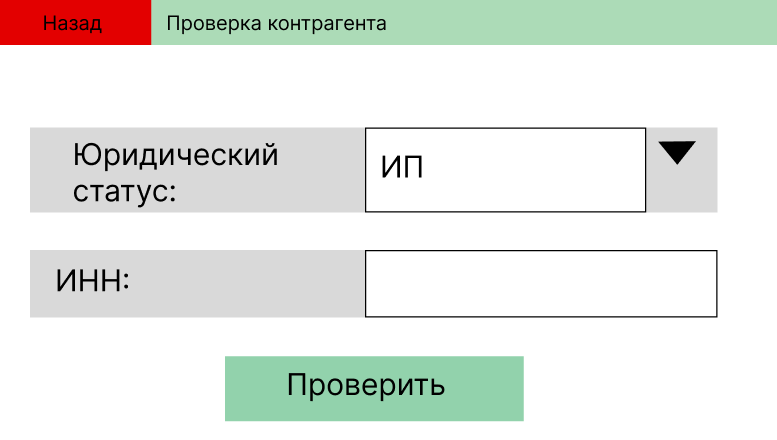 Назад
Проверка контрагента
Юридический
статус:
ИП
ИНН:
Проверить